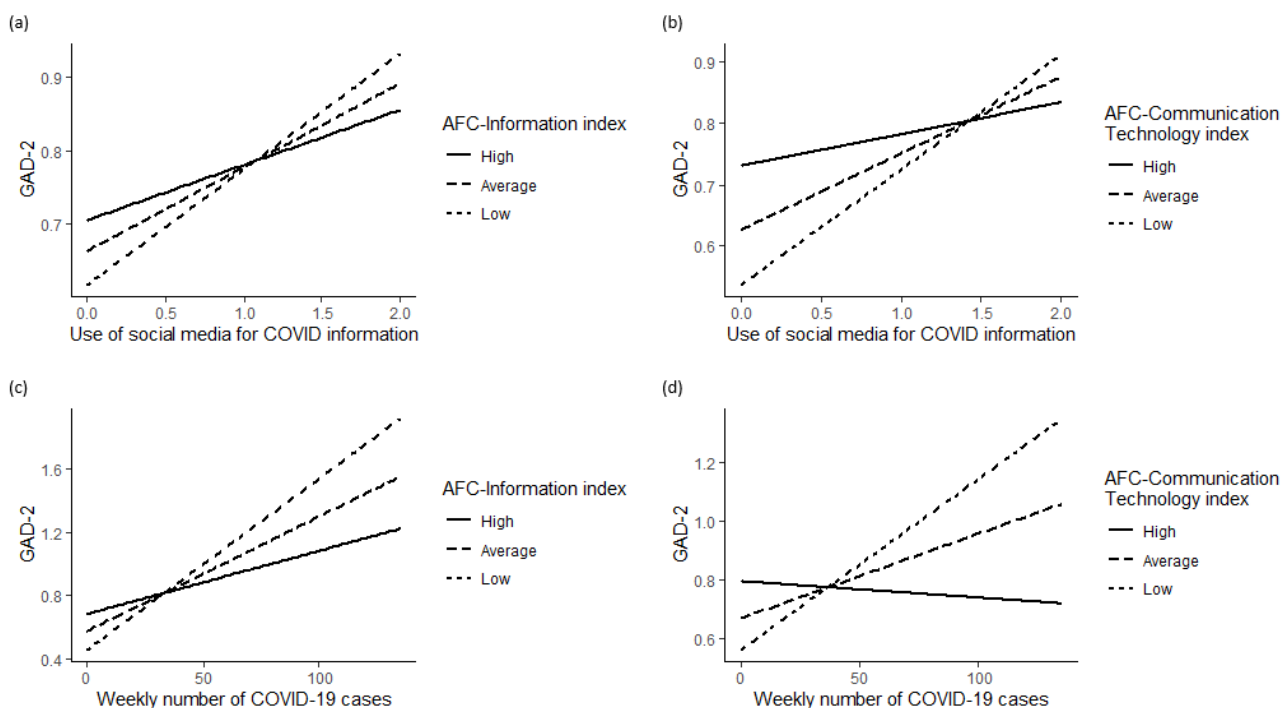 (a)
GAD-2
0.9
0.8
0.7
0.0 0.5 1.0 1.5 2.0
Use of social media for COVID information
AFC-Information index
High
Average
Low
(b)
GAD-2
0.9
0.8
0.7
0.6
0.0 0.5 1.0 1.5 2.0
Use of social media for COVID information
AFC-Communication
Technology index
High
Average
Low
(c)
GAD-2
1.6
1.2
0.8
0.4
0 50 100
Weekly number of COVID-19 cases
AFC-Information index
High
Average
Low
(d)
GAD-2
1.2
1.0
0.8
0.6
0 50 100
Weekly number of COVID-19 cases
AFC-Communication
Technology index
High
Average
Low